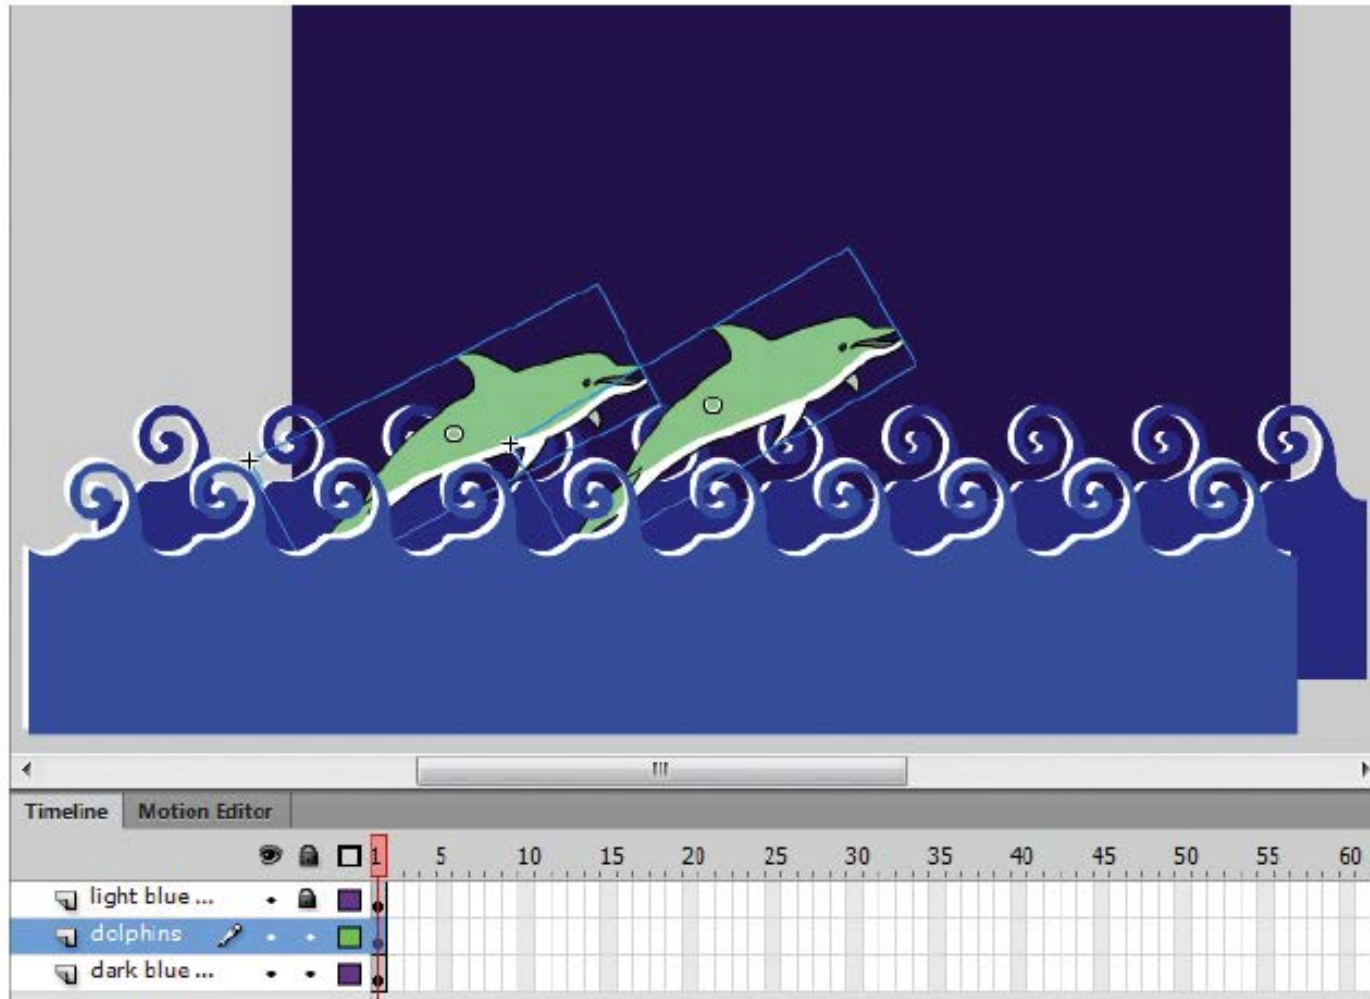 Timeline Motion Editor
1 5 10 15 20 25 30 35 40 45 50 55 60
light blue ...
dolphins
dark blue ...